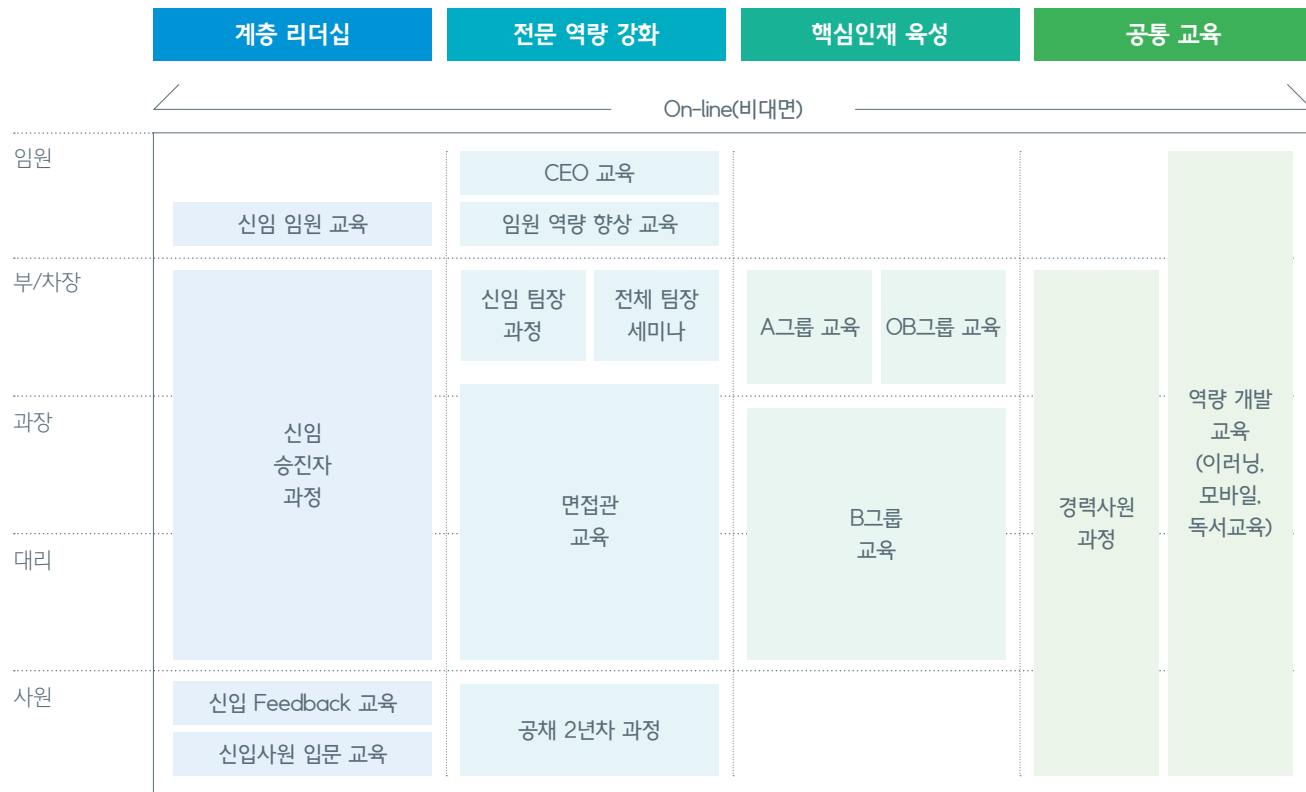 계층 리더십
전문 역량 강화
핵심인재 육성
공통 교육
On-line(비대면)
임원
CEO 교육
신임 임원 교육
임원 역량 향상 교육
부/차장
신임 팀장
과정
전체 팀장
세미나
A그룹 교육
OB그룹 교육
과장
신임
승진자
과정
면접관
교육
B그룹
교육
경력사원
과정
역량 개발
교육
(이러닝,
모바일,
독서교육)
대리
사원
신입 Feedback 교육
신입사원 입문 교육
공채 2년차 과정